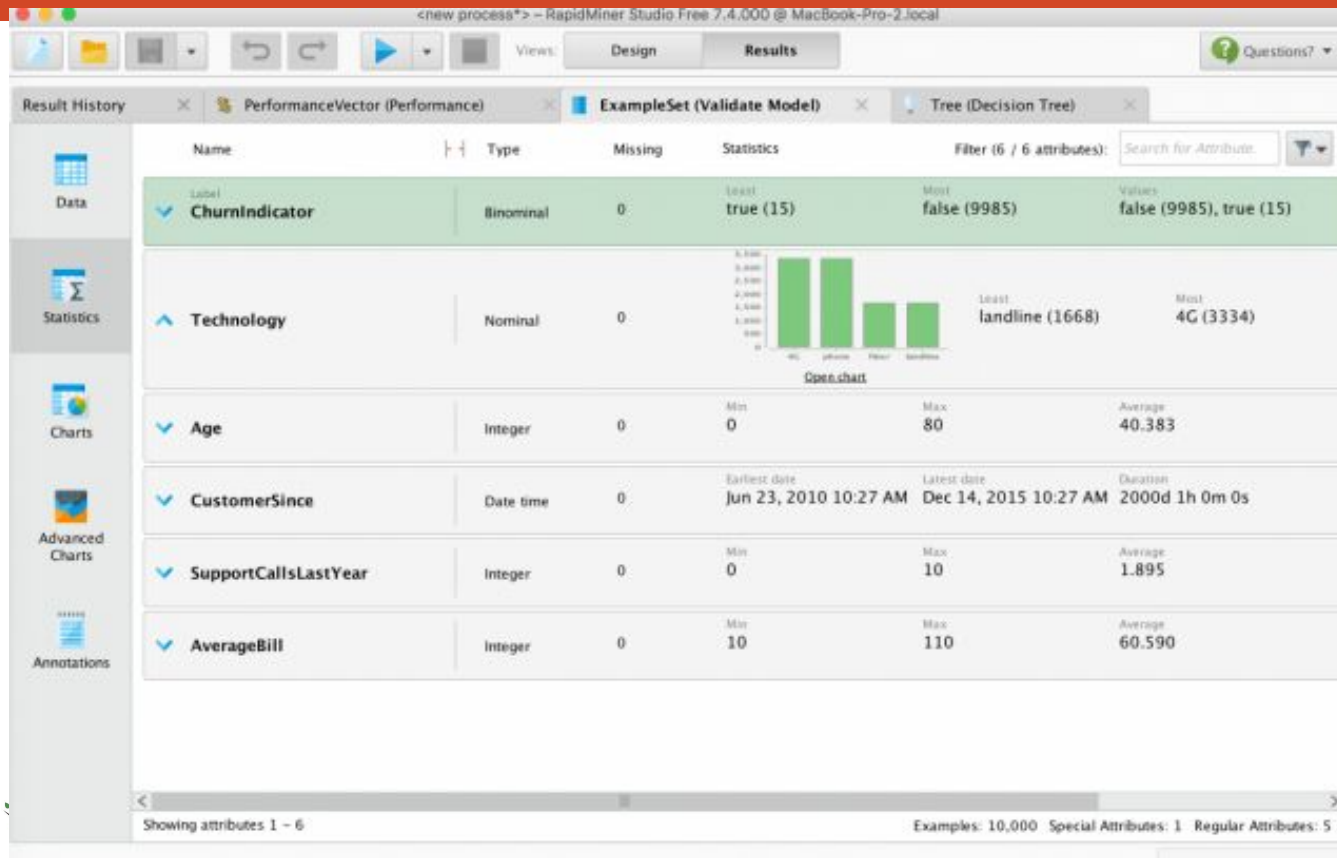 <new process*> – RapidMiner Studio Free 7.4.000 @ MacBook-Pro-2.local
Views: Design Results Questions?
Result History PerformanceVector (Performance) ExampleSet (Validate Model) Tree (Decision Tree)
Name Type Missing Statistics Filter (6 / 6 attributes): Search for Attribute
Data
Label Least Most Values
ChurnIndicator Binominal 0 true (15) false (9985) false (9985), true (15)
Statistics
Least Most
Technology Nominal 0 landline (1668) 4G (3334)
4G phone fiber landline
Open chart
Charts
Min Max Average
Age Integer 0 0 80 40.383
Earliest date Latest date Duration
CustomerSince Date time 0 Jun 23, 2010 10:27 AM Dec 14, 2015 10:27 AM 2000d 1h 0m 0s
Advanced
Charts
Min Max Average
SupportCallsLastYear Integer 0 0 10 1.895
Min Max Average
AverageBill Integer 0 10 110 60.590
Annotations
Showing attributes 1 – 6 Examples: 10,000 Special Attributes: 1 Regular Attributes: 5